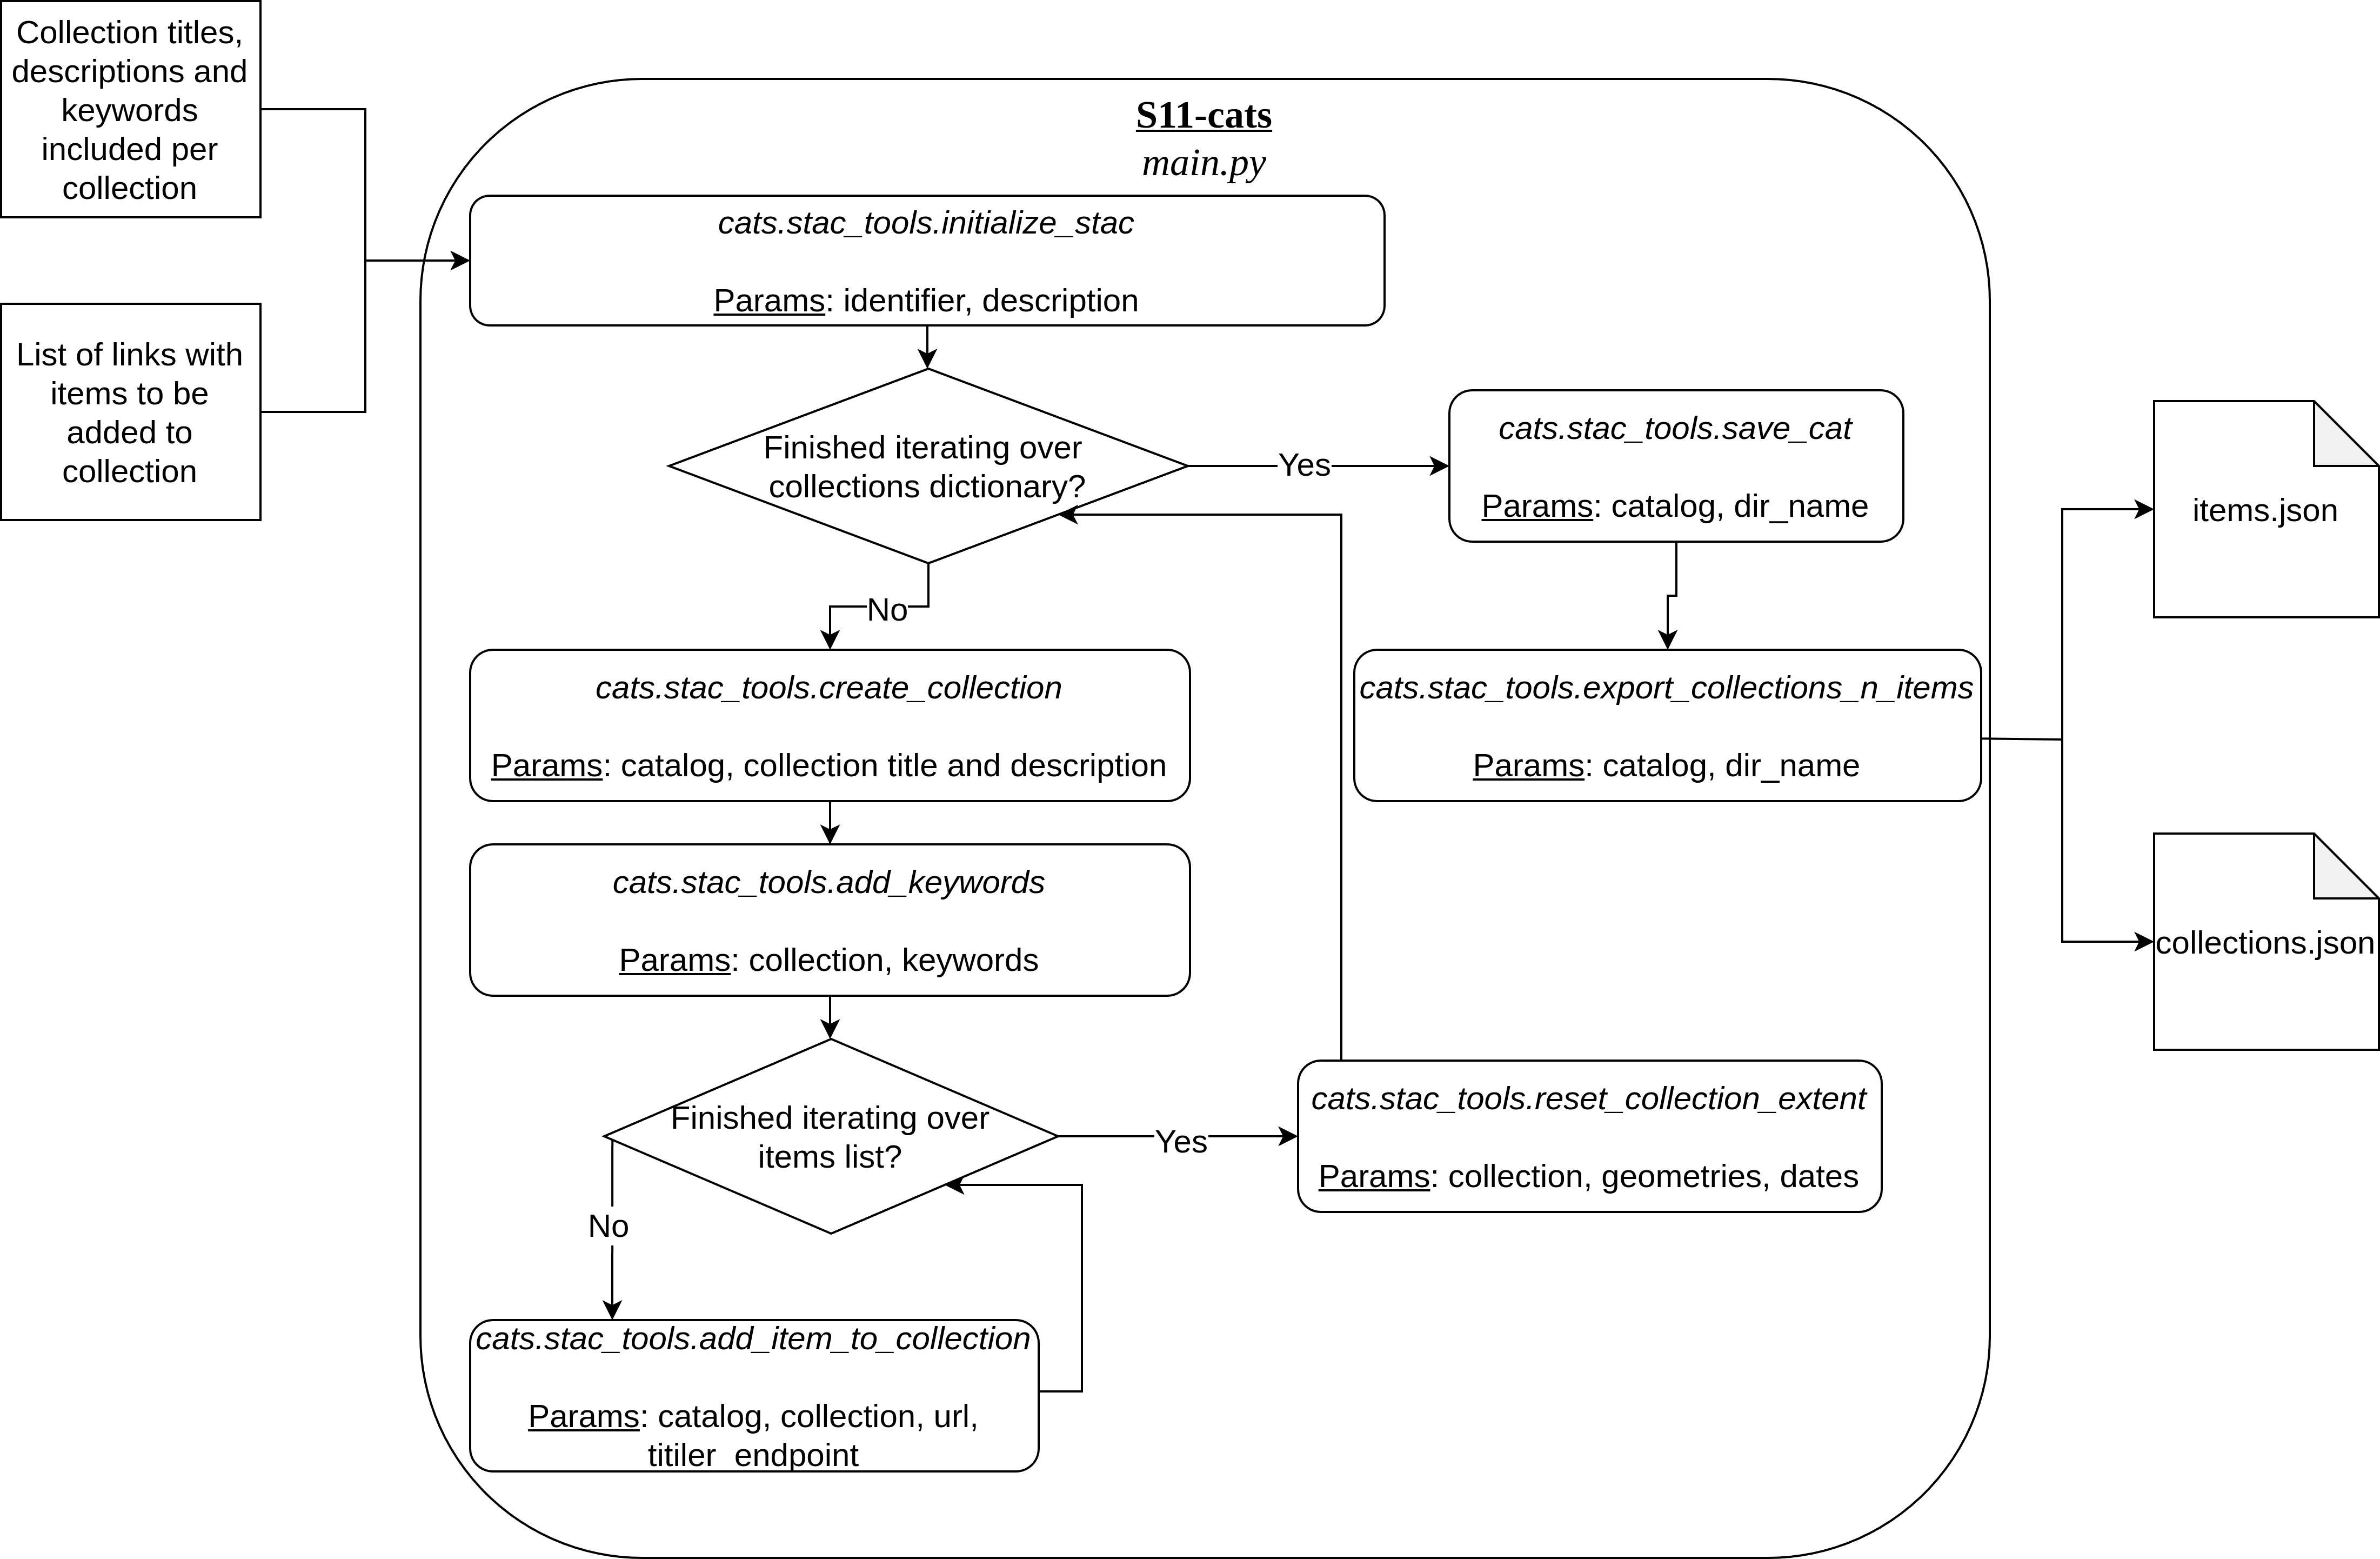 Collection titles,
descriptions and
keywords
included per
collection
List of links with
items to be
added to
collection
S11-cats
main.py
cats.stac_tools.initialize_stac
Params: identifier, description
Finished iterating over
collections dictionary?
Yes
cats.stac_tools.save_cat
Params: catalog, dir_name
No
cats.stac_tools.create_collection
Params: catalog, collection title and description
cats.stac_tools.export_collections_n_items
Params: catalog, dir_name
items.json
collections.json
cats.stac_tools.add_keywords
Params: collection, keywords
Finished iterating over
items list?
Yes
cats.stac_tools.reset_collection_extent
Params: collection, geometries, dates
No
cats.stac_tools.add_item_to_collection
Params: catalog, collection, url,
titiler_endpoint